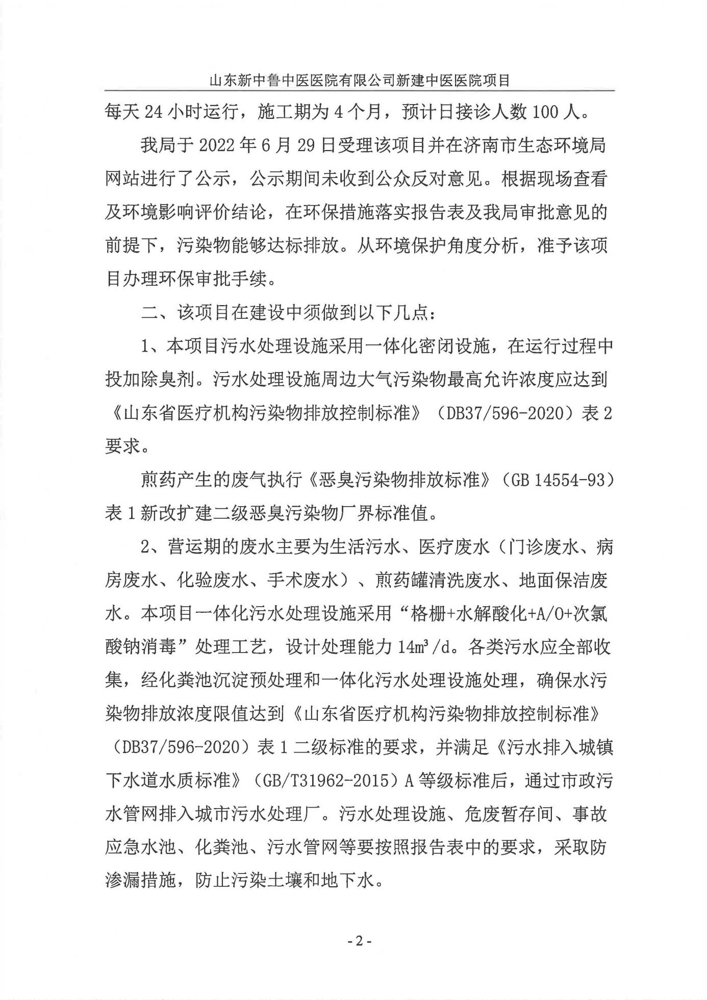 山东新中鲁中医医院有限公司新建中医医院项目
每天 24 小时运行，施工期为 4 个月，预计日接诊人数 100 人。
我局于 2022 年 6 月 29 日受理该项目并在济南市生态环境局
网站进行了公示，公示期间未收到公众反对意见。根据现场查看
及环境影响评价结论，在环保措施落实报告表及我局审批意见的
前提下，污染物能够达标排放。从环境保护角度分析，准予该项
目办理环保审批手续。
二、该项目在建设中须做到以下几点：
1、本项目污水处理设施采用一体化密闭设施，在运行过程中
投加除臭剂。污水处理设施周边大气污染物最高允许浓度应达到
《山东省医疗机构污染物排放控制标准》（DB37/596-2020）表 2
要求。
煎药产生的废气执行《恶臭污染物排放标准》（GB 14554-93）
表 1 新改扩建二级恶臭污染物厂界标准值。
2、营运期的废水主要为生活污水、医疗废水（门诊废水、病
房废水、化验废水、手术废水）、煎药罐清洗废水、地面保洁废
水。本项目一体化污水处理设施采用“格栅+水解酸化+A/O+次氯
酸钠消毒”处理工艺，设计处理能力 14m³/d。各类污水应全部收
集，经化粪池沉淀预处理和一体化污水处理设施处理，确保水污
染物排放浓度限值达到《山东省医疗机构污染物排放控制标准》
（DB37/596-2020）表 1 二级标准的要求，并满足《污水排入城镇
下水道水质标准》（GB/T31962-2015）A 等级标准后，通过市政污
水管网排入城市污水处理厂。污水处理设施、危废暂存间、事故
应急水池、化粪池、污水管网等要按照报告表中的要求，采取防
渗漏措施，防止污染土壤和地下水。
- 2 -